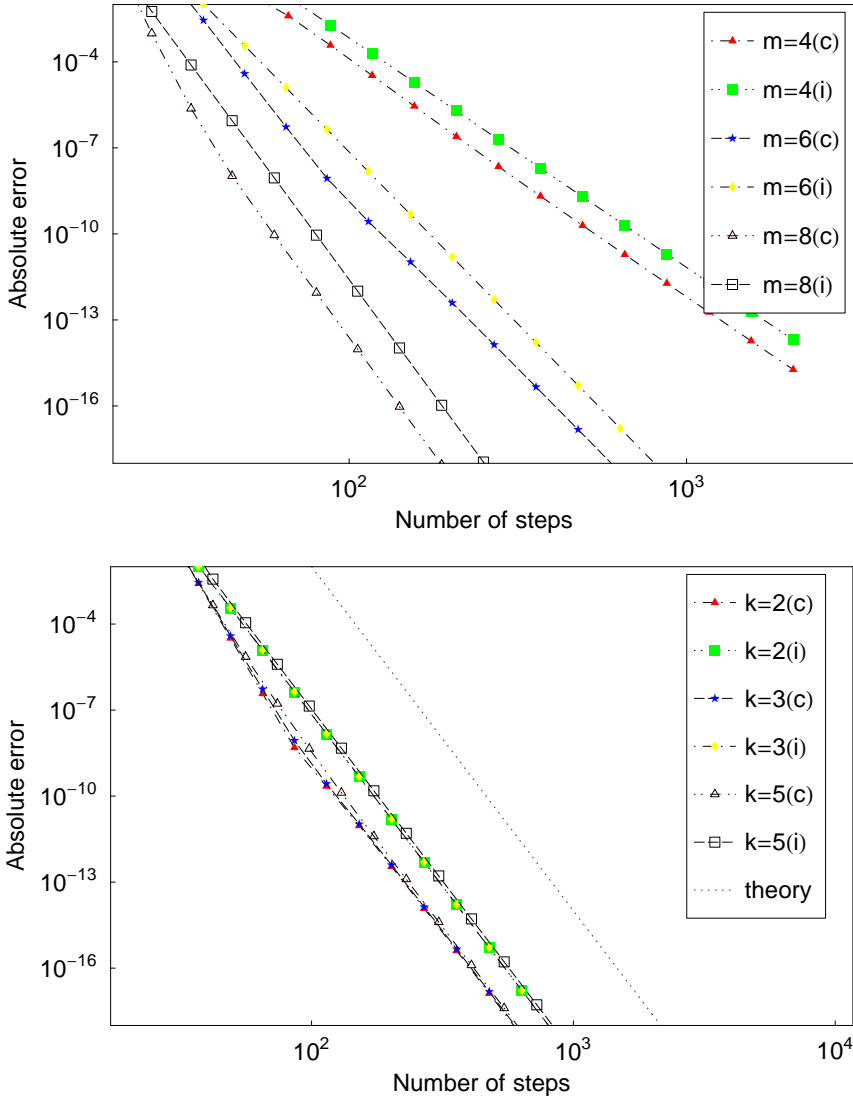 10^-4
10^-7
10^-10
10^-13
10^-16
Absolute error
10^2
10^3
Number of steps
m=4(c)
m=4(i)
m=6(c)
m=6(i)
m=8(c)
m=8(i)
10^-4
10^-7
10^-10
10^-13
10^-16
Absolute error
10^2
10^3
10^4
Number of steps
k=2(c)
k=2(i)
k=3(c)
k=3(i)
k=5(c)
k=5(i)
theory